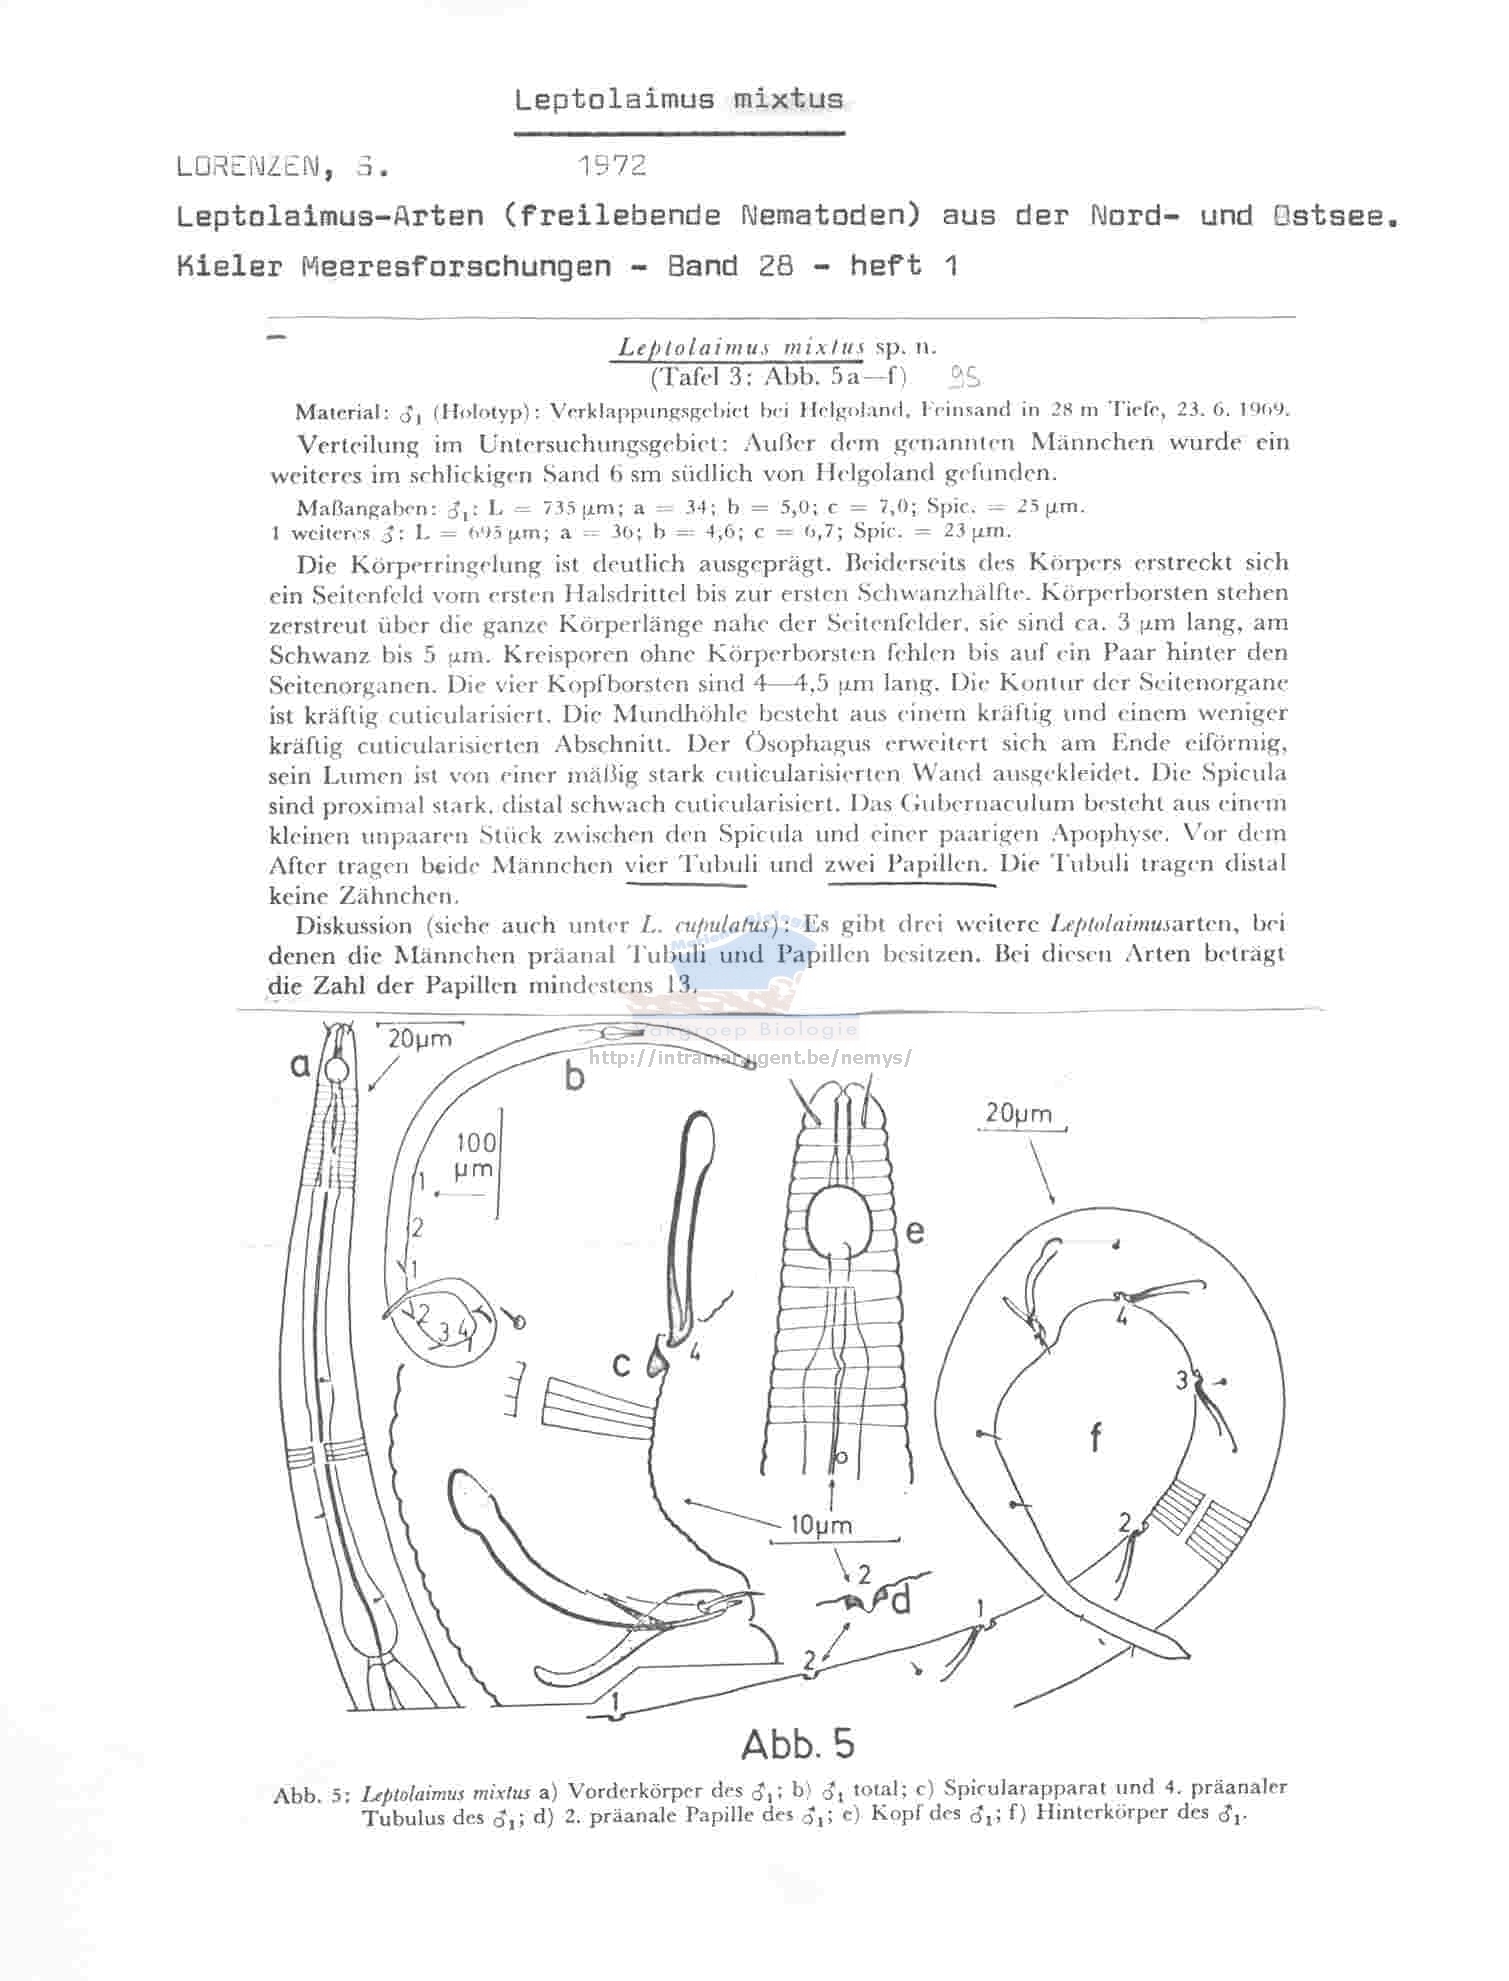 Leptolaimus mixtus
LORENZEN, S. 1972
Leptolaimus-Arten (freilebende Nematoden) aus der Nord- und Ostsee.
Kieler Meeresforschungen - Band 28 - heft 1
Leptolaimus mixtus sp. n.
(Tafel 3: Abb. 5a—f) 95
Material: ♂1 (Holotyp): Verklappungsgebiet bei Helgoland, Feinsand in 28 m Tiefe, 23. 6. 1969.
Verteilung im Untersuchungsgebiet: Außer dem genannten Männchen wurde ein
weiteres im schlickigen Sand 6 sm südlich von Helgoland gefunden.
Maßangaben: ♂1: L = 735 µm; a = 34; b = 5,0; c = 7,0; Spic. = 25 µm.
1 weiteres ♂: L = 695 µm; a = 36; b = 4,6; c = 6,7; Spic. = 23 µm.
Die Körperringelung ist deutlich ausgeprägt. Beiderseits des Körpers erstreckt sich
ein Seitenfeld vom ersten Halsdrittel bis zur ersten Schwanzhälfte. Körperborsten stehen
zerstreut über die ganze Körperlänge nahe der Seitenfelder, sie sind ca. 3 µm lang, am
Schwanz bis 5 µm. Kreisporen ohne Körperborsten fehlen bis auf ein Paar hinter den
Seitenorganen. Die vier Kopfborsten sind 4—4,5 µm lang. Die Kontur der Seitenorgane
ist kräftig cuticularisiert. Die Mundhöhle besteht aus einem kräftig und einem weniger
kräftig cuticularisierten Abschnitt. Der Ösophagus erweitert sich am Ende eiförmig,
sein Lumen ist von einer mäßig stark cuticularisierten Wand ausgekleidet. Die Spicula
sind proximal stark, distal schwach cuticularisiert. Das Gubernaculum besteht aus einem
kleinen unpaaren Stück zwischen den Spicula und einer paarigen Apophyse. Vor dem
After tragen beide Männchen vier Tubuli und zwei Papillen. Die Tubuli tragen distal
keine Zähnchen.
Diskussion (siehe auch unter L. cupulatus): Es gibt drei weitere Leptolaimusarten, bei
denen die Männchen präanal Tubuli und Papillen besitzen. Bei diesen Arten beträgt
die Zahl der Papillen mindestens 13.
Mariene Biologie
Vakgroep Biologie
http://intramar.ugent.be/nemys/
a
20µm
b
100
µm
1
2
1
2
3
4
c
4
e
20µm
4
3
f
2
10µm
2
d
1
2
1
Abb. 5
Abb. 5: Leptolaimus mixtus a) Vorderkörper des ♂1; b) ♂1 total; c) Spicularapparat und 4. präanaler
Tubulus des ♂1; d) 2. präanale Papille des ♂1; e) Kopf des ♂1; f) Hinterkörper des ♂1.